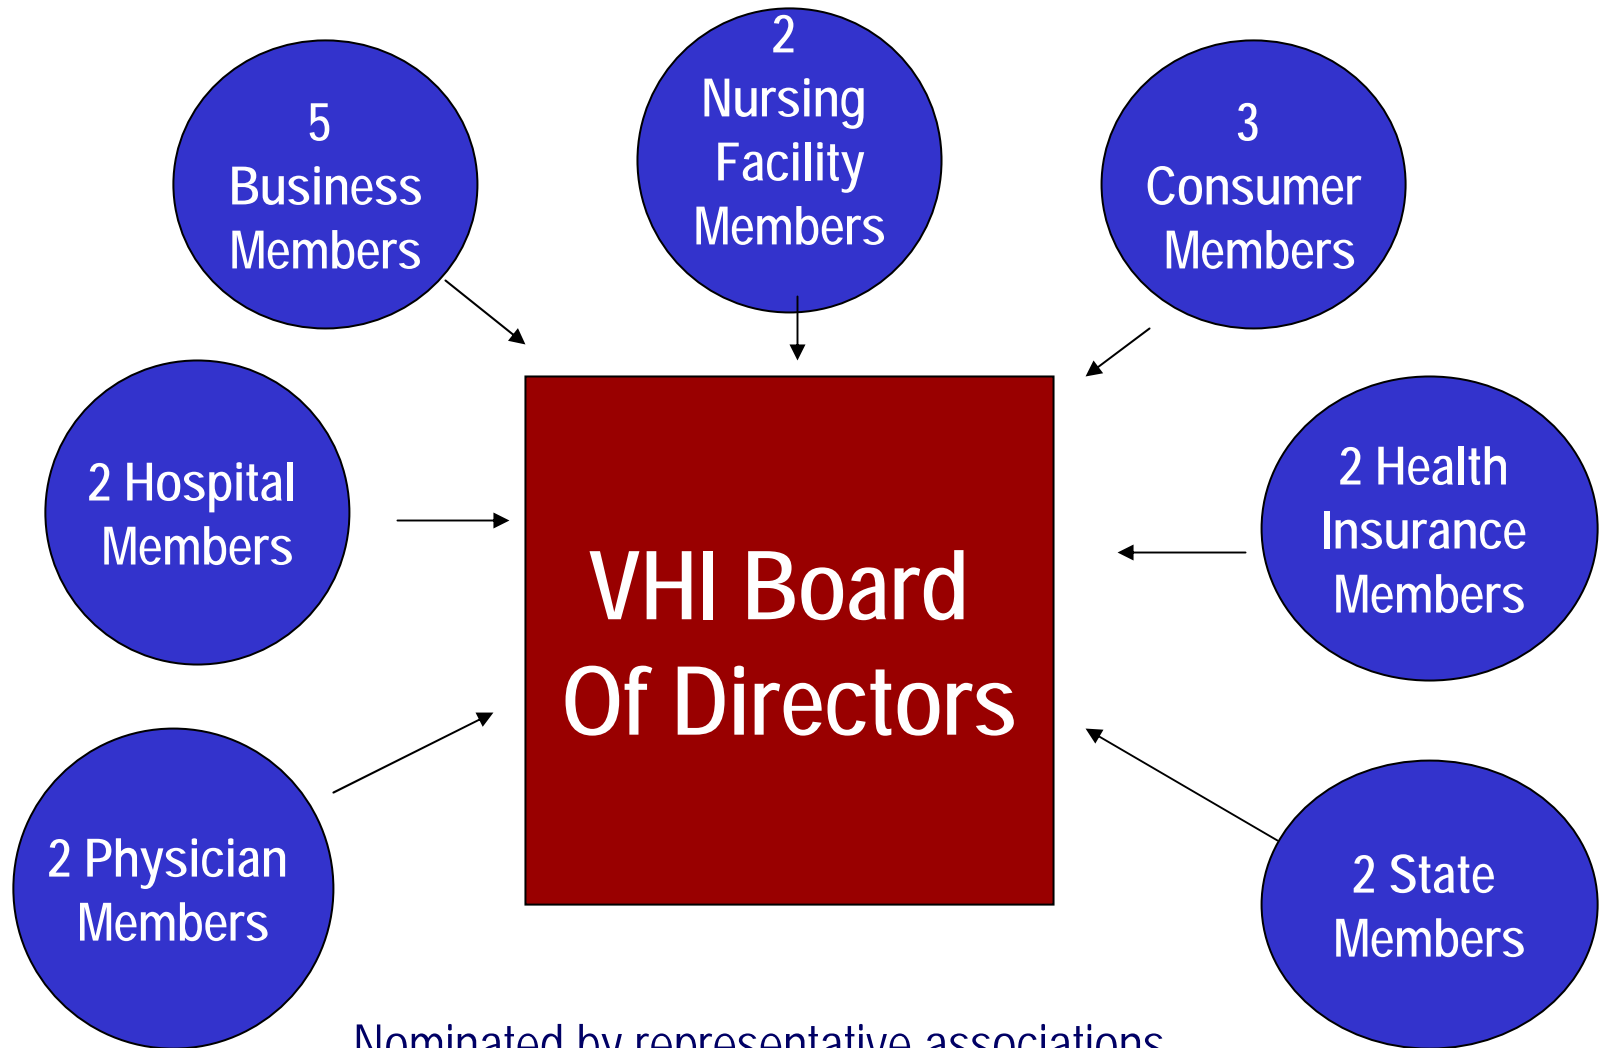 5
Business
Members
2
Nursing
Facility
Members
3
Consumer
Members
2 Hospital
Members
VHI Board
Of Directors
2 Health
Insurance
Members
2 Physician
Members
2 State
Members
Nominated by representative associations